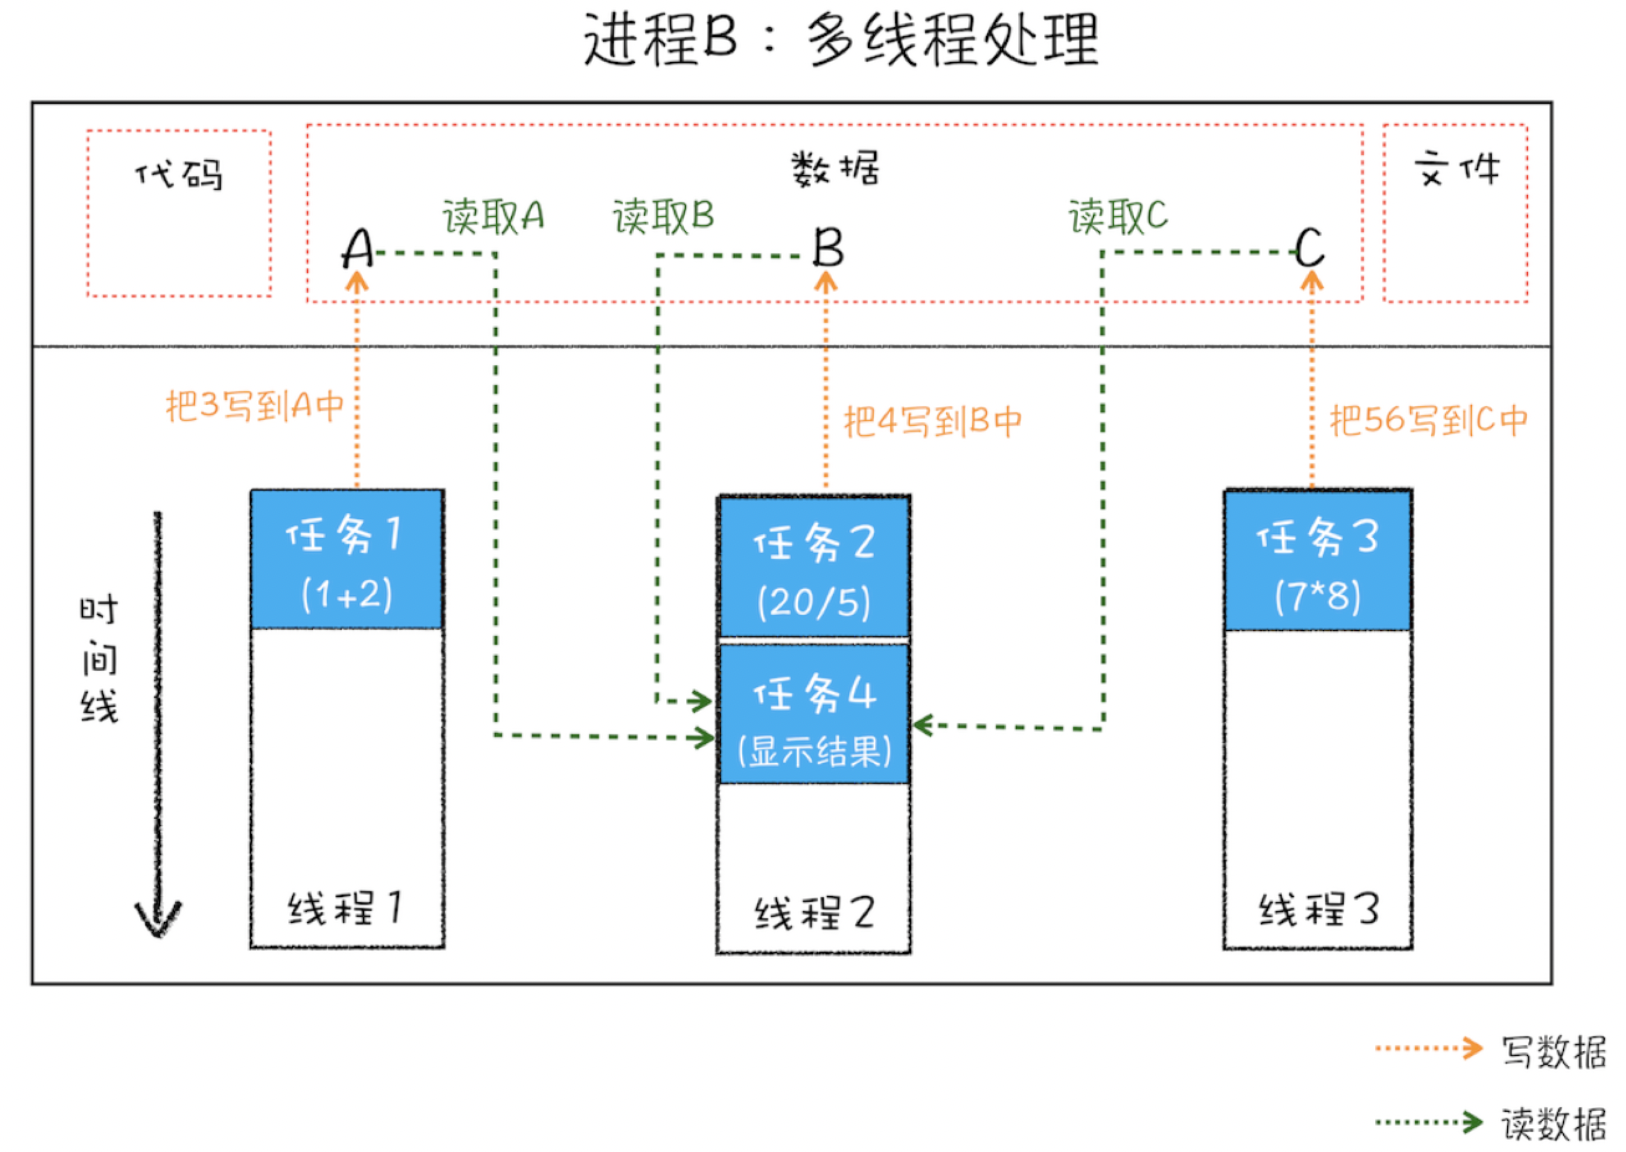 进程B：多线程处理
代码
数据
文件
读取A
读取B
读取C
A
B
C
把3写到A中
把4写到B中
把56写到C中
时间线
任务1
(1+2)
任务2
(20/5)
任务3
(7*8)
任务4
(显示结果)
线程1
线程2
线程3
写数据
读数据